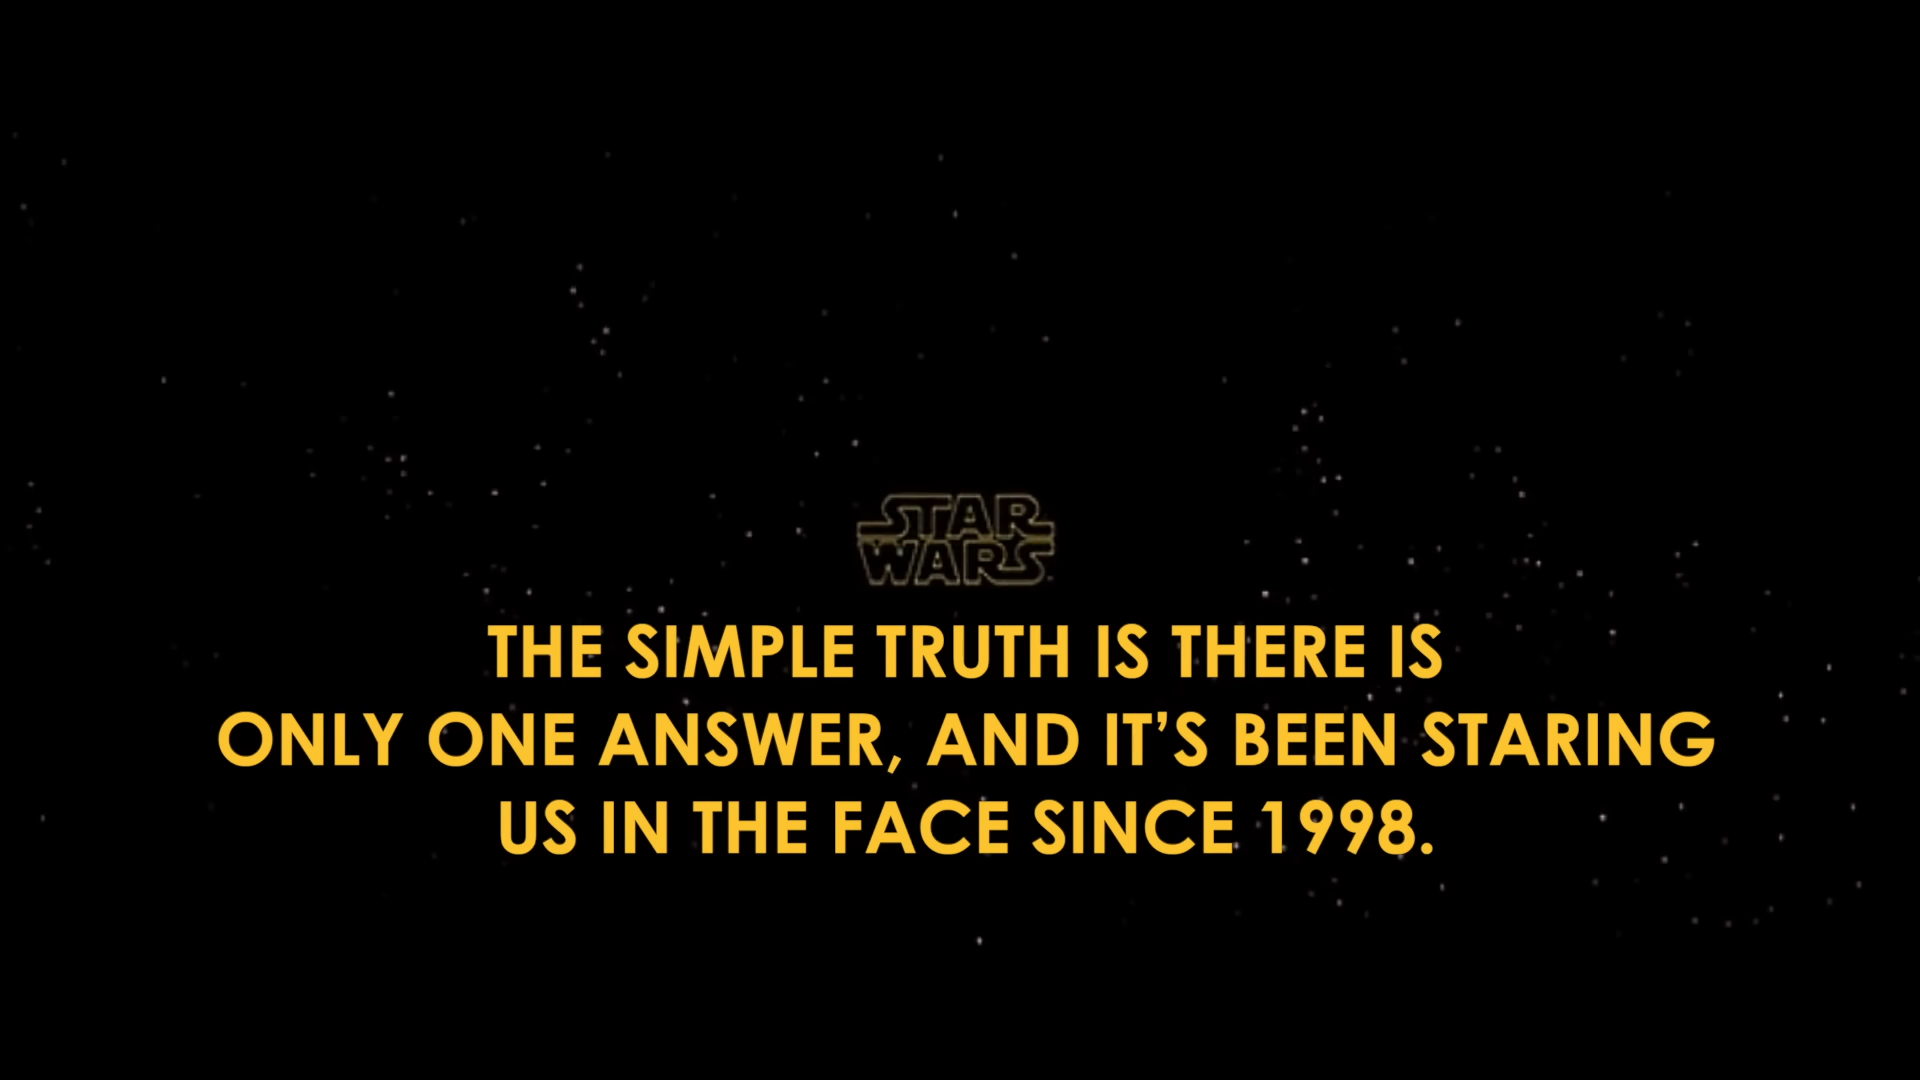 STAR
WARS
THE SIMPLE TRUTH IS THERE IS
ONLY ONE ANSWER, AND IT’S BEEN STARING
US IN THE FACE SINCE 1998.